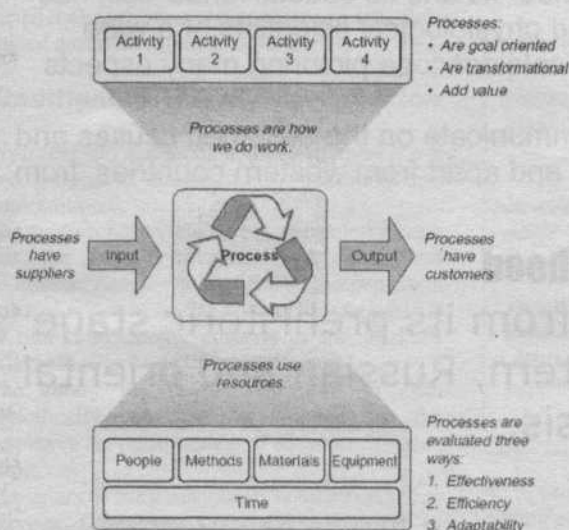 Activity 1
Activity 2
Activity 3
Activity 4
Processes:
• Are goal oriented
• Are transformational
• Add value
Processes are how
we do work.
Processes
have
suppliers
Input
Process
Output
Processes
have
customers
Processes use
resources.
People
Methods
Materials
Equipment
Time
Processes are
evaluated three
ways:
1. Effectiveness
2. Efficiency
3. Adaptability